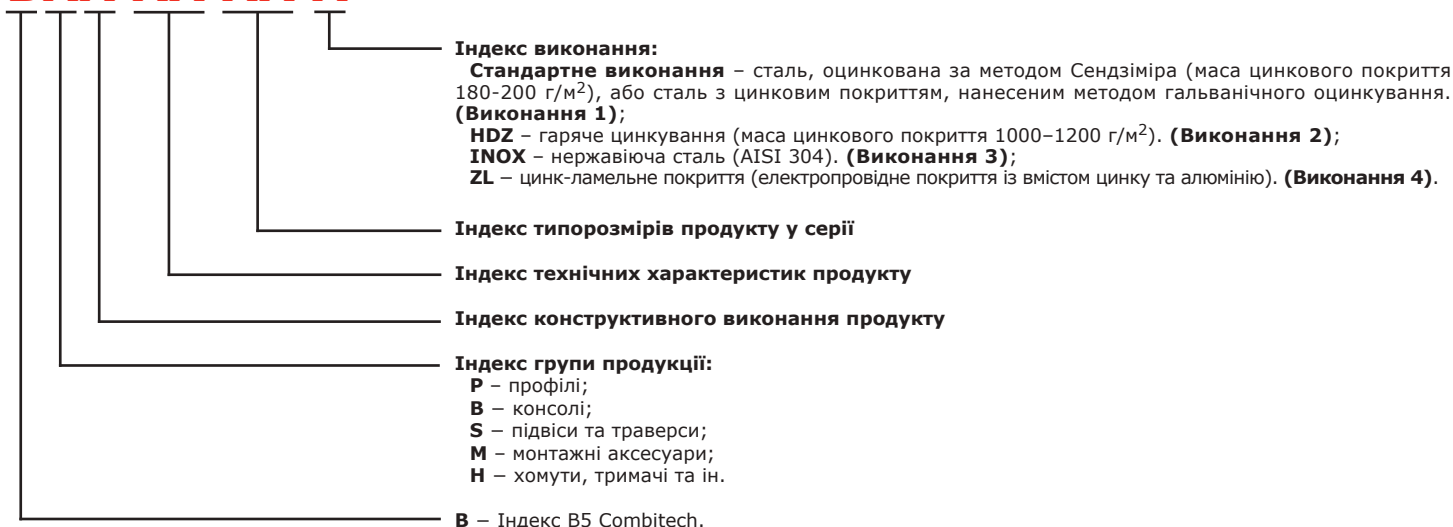 Індекс виконання:
Стандартне виконання – сталь, оцинкована за методом Сендзіміра (маса цинкового покриття
180-200 г/м2), або сталь з цинковим покриттям, нанесеним методом гальванічного оцинкування.
(Виконання 1);
HDZ – гаряче цинкування (маса цинкового покриття 1000–1200 г/м2). (Виконання 2);
INOX – нержавіюча сталь (AISI 304). (Виконання 3);
ZL – цинк-ламельне покриття (електропровідне покриття із вмістом цинку та алюмінію). (Виконання 4).
Індекс типорозмірів продукту у серії
Індекс технічних характеристик продукту
Індекс конструктивного виконання продукту
Індекс групи продукції:
P – профілі;
B – консолі;
S – підвіси та траверси;
M – монтажні аксесуари;
H – хомути, тримачі та ін.
B – Індекс B5 Combitech.